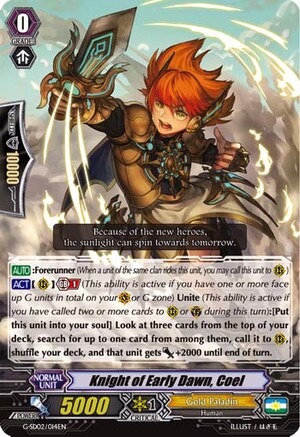 0
GRADE
SHIELD
10000
Because of the new heroes,
the sunlight can spin towards tomorrow.
AUTO :Forerunner (When a unit of the same clan rides this unit, you may call this unit to )
ACT [ ] GB 1 (This ability is active if you have one or more face
up G units in total on your or G zone) Unite (This ability is active if
you have called two or more cards to or during this turn):[Put
this unit into your soul] Look at three cards from the top of your
deck, search for up to one card from among them, call it to
shuffle your deck, and that unit gets +2000 until end of turn.
NORMAL
UNIT
Knight of Early Dawn, Coel
POWER
5000
1
CRITICAL
Gold Paladin
Human
G-SD02/014EN
ILLUST /